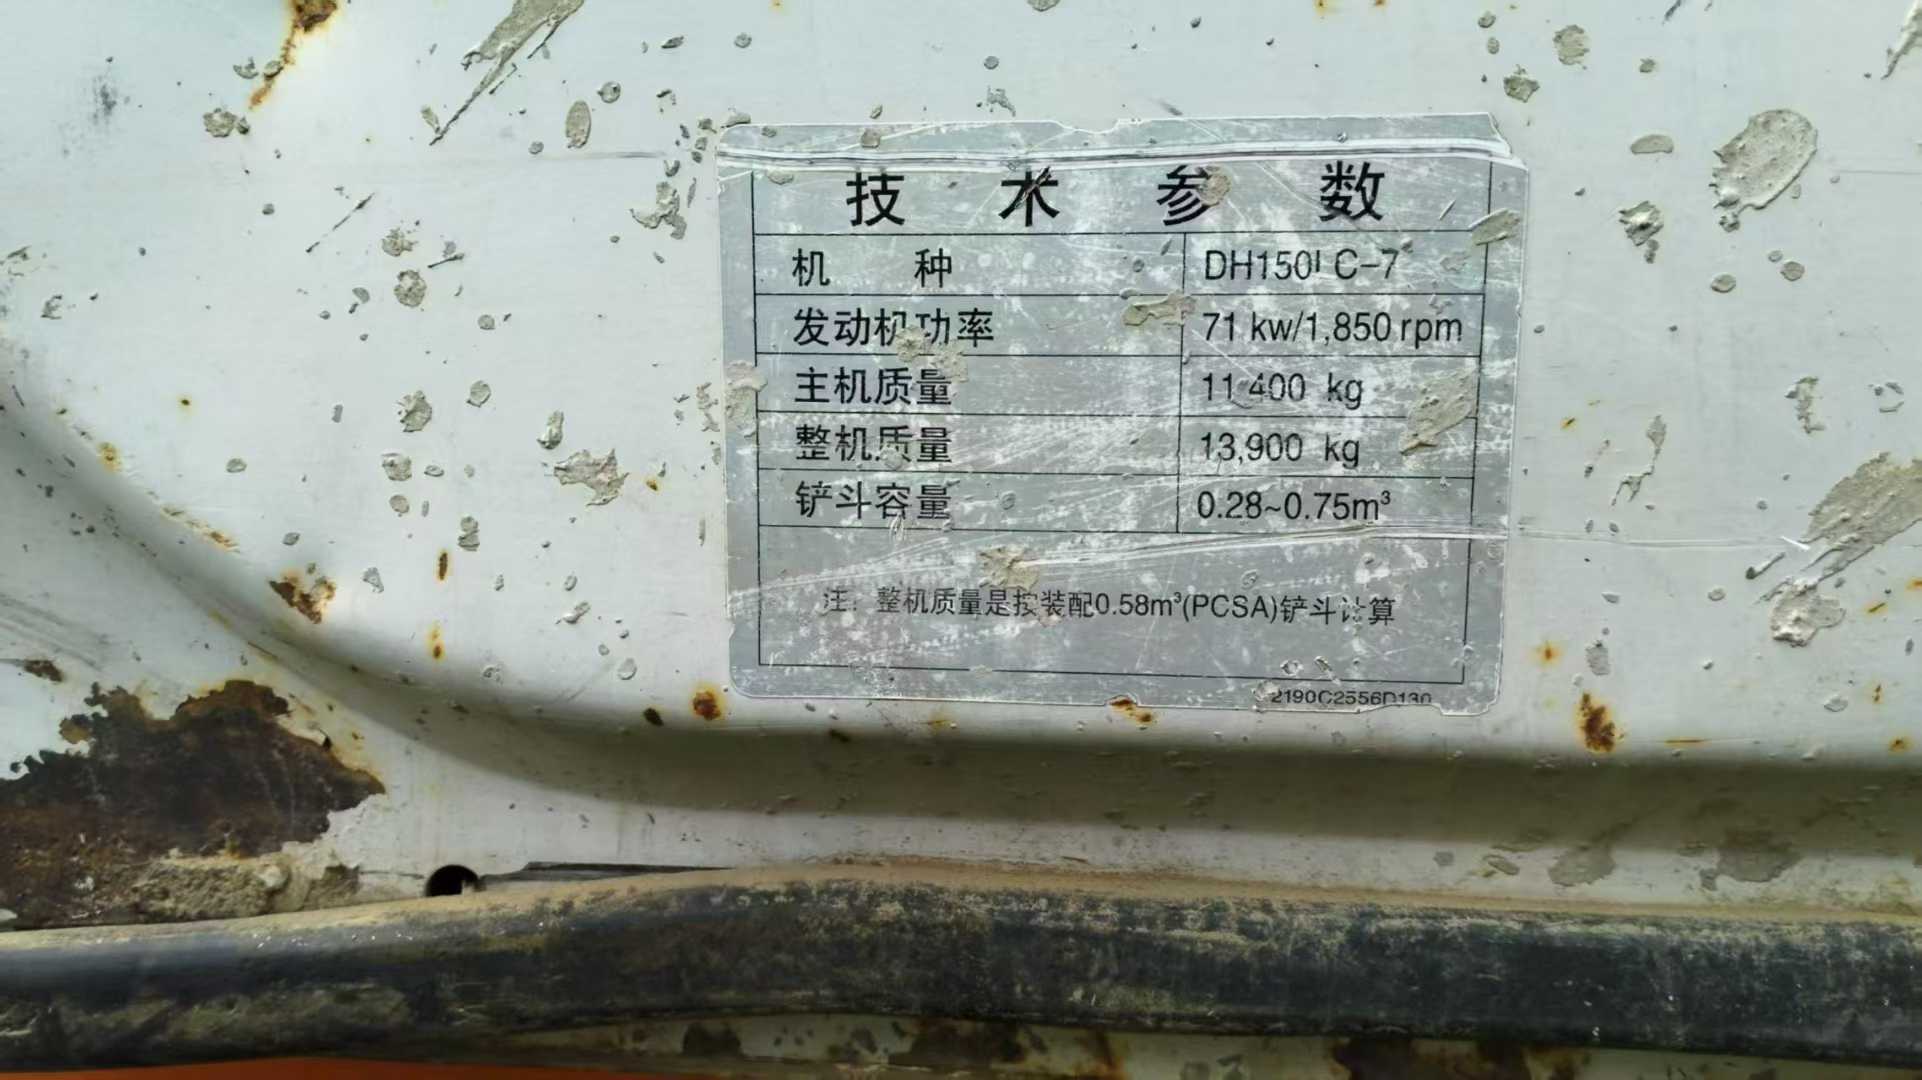 技术参数
机种 DH150LC-7
发动机功率 71 kw/1,850 rpm
主机质量 11,400 kg
整机质量 13,900 kg
铲斗容量 0.28~0.75m³
注：整机质量是按装配0.58m³(PCSA)铲斗计算
2190C2556D130